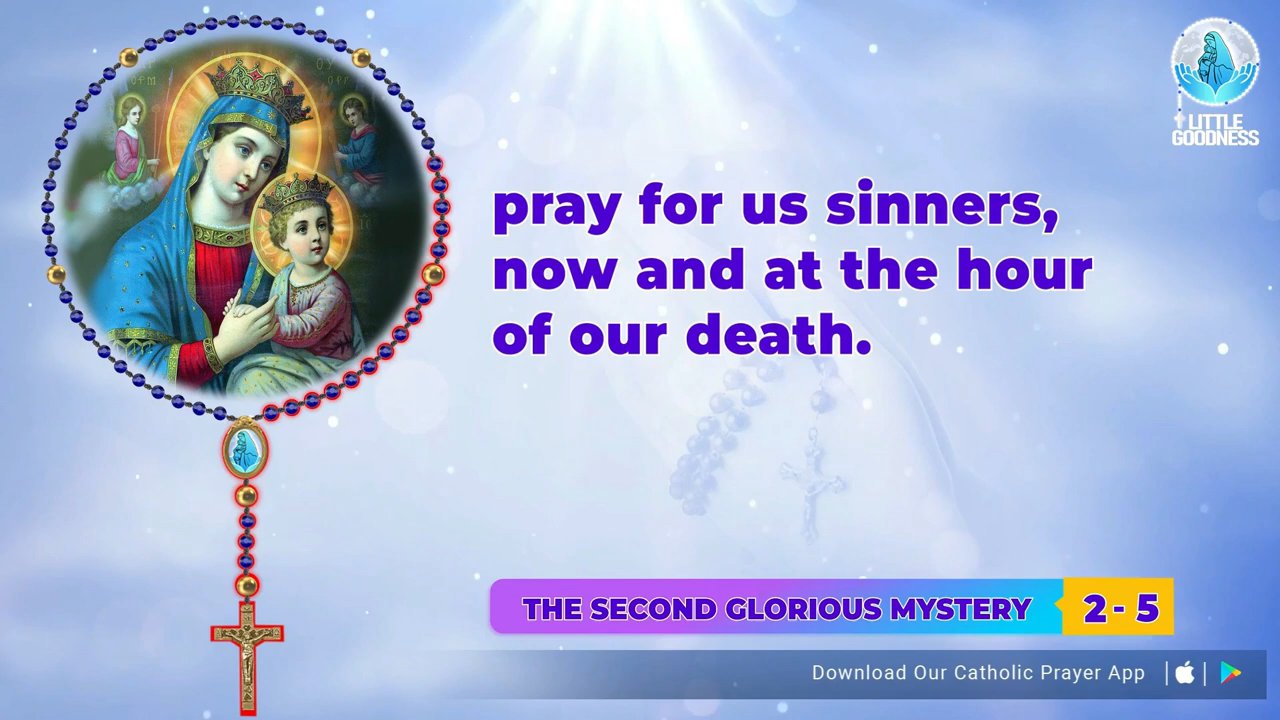 LITTLE
GOODNESS
pray for us sinners,
now and at the hour
of our death.
THE SECOND GLORIOUS MYSTERY
2 - 5
Download Our Catholic Prayer App